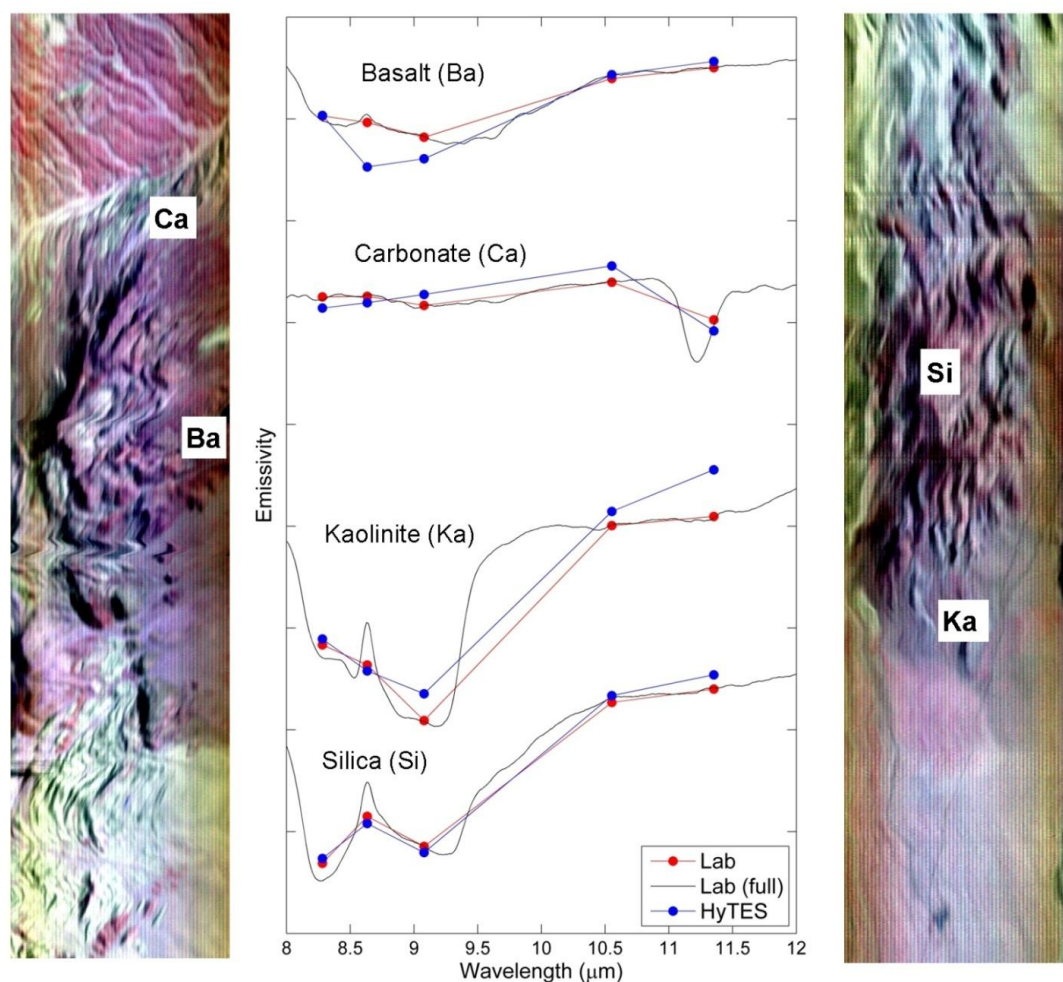 Ca
Ba
Basalt (Ba)
Carbonate (Ca)
Kaolinite (Ka)
Silica (Si)
Emissivity
Lab
Lab (full)
HyTES
8
8.5
9
9.5
10
10.5
11
11.5
12
Wavelength (μm)
Si
Ka